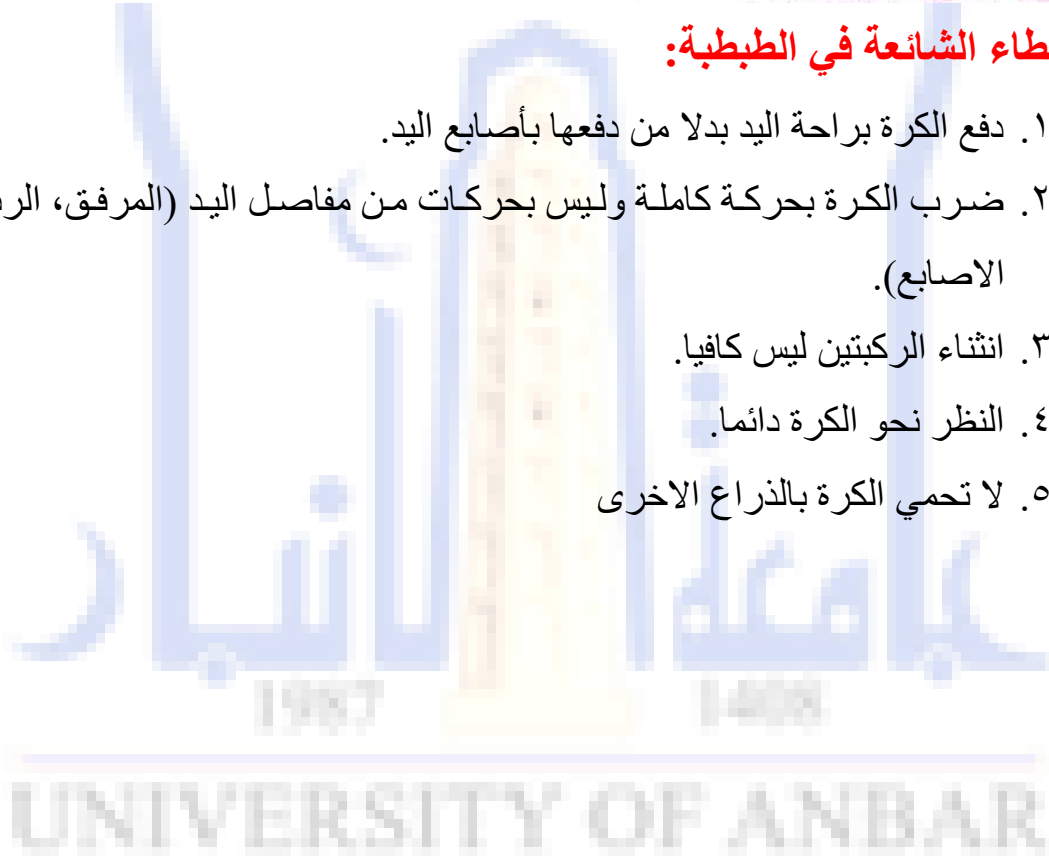 طاء الشائعة في الطبطبة:
١. دفع الكرة براحة اليد بدلا من دفعها بأصابع اليد.
٢. ضرب الكرة بحركة كاملة وليس بحركات من مفاصل اليد (المرفق، الر
الاصابع).
٣. انثناء الركبتين ليس كافيا.
٤. النظر نحو الكرة دائما.
٥. لا تحمي الكرة بالذراع الاخرى
جامعة الانبار
1987 1408
UNIVERSITY OF ANBAR